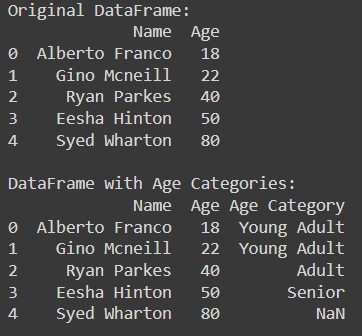 Original DataFrame:
             Name  Age
0  Alberto Franco   18
1    Gino Mcneill   22
2     Ryan Parkes   40
3    Eesha Hinton   50
4    Syed Wharton   80

DataFrame with Age Categories:
             Name  Age Age Category
0  Alberto Franco   18  Young Adult
1    Gino Mcneill   22  Young Adult
2     Ryan Parkes   40        Adult
3    Eesha Hinton   50       Senior
4    Syed Wharton   80          NaN